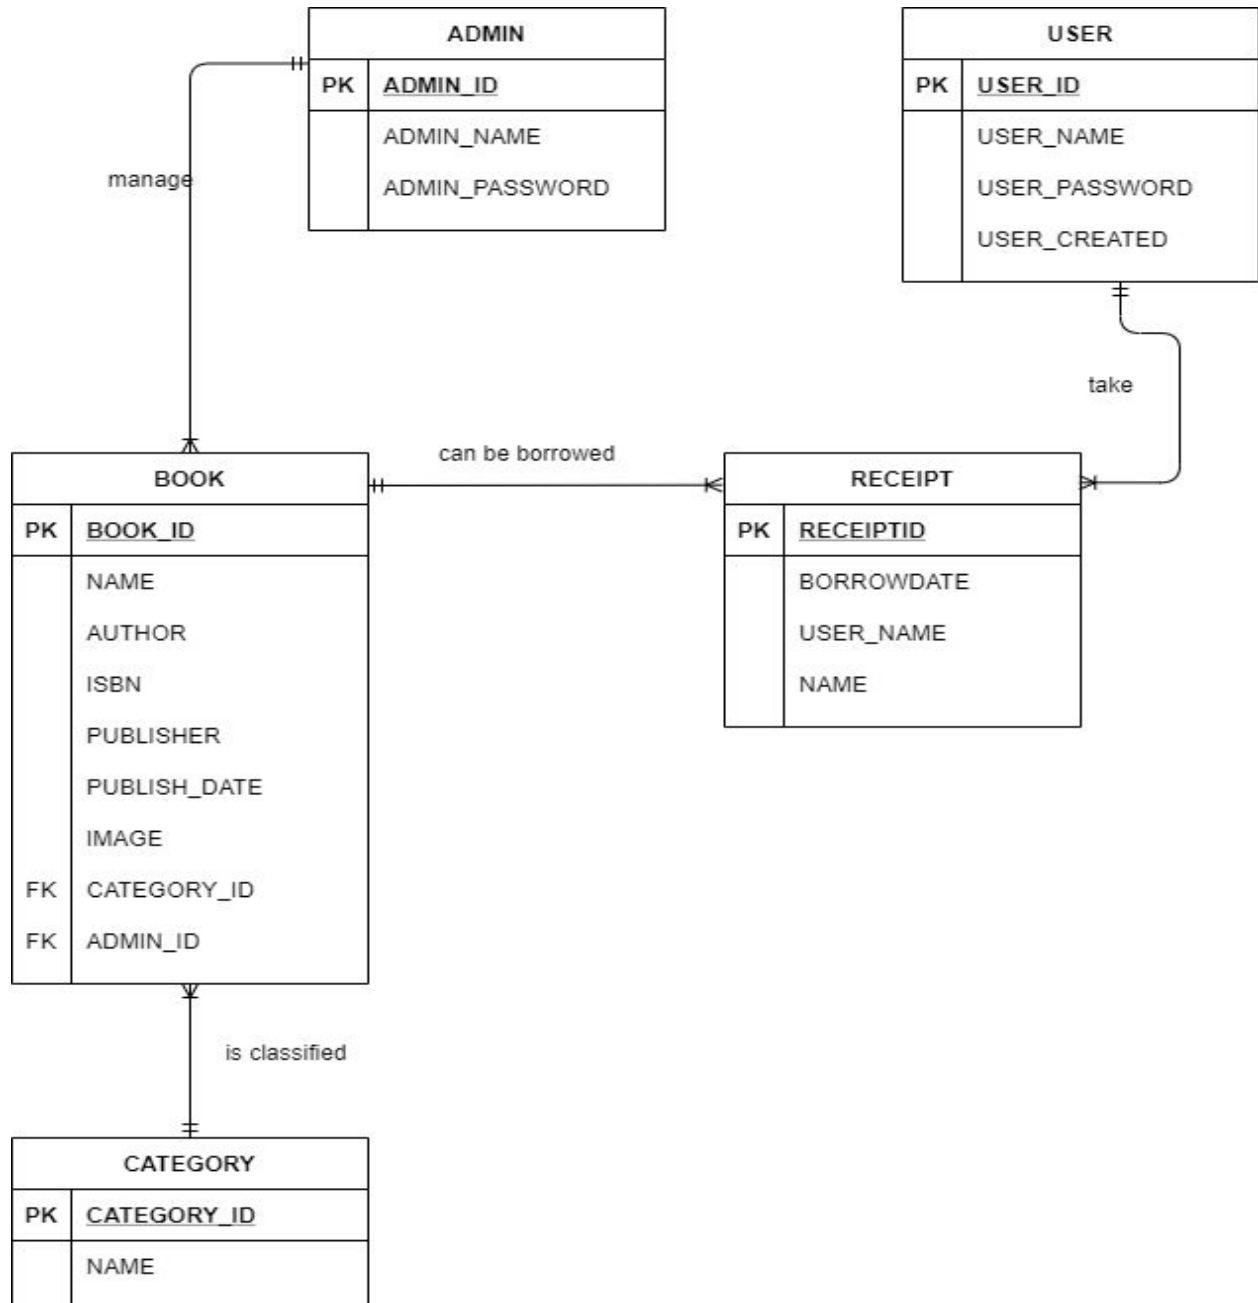 ADMIN
PK ADMIN_ID
ADMIN_NAME
ADMIN_PASSWORD
USER
PK USER_ID
USER_NAME
USER_PASSWORD
USER_CREATED
manage
take
can be borrowed
BOOK
PK BOOK_ID
NAME
AUTHOR
ISBN
PUBLISHER
PUBLISH_DATE
IMAGE
FK CATEGORY_ID
FK ADMIN_ID
RECEIPT
PK RECEIPTID
BORROWDATE
USER_NAME
NAME
is classified
CATEGORY
PK CATEGORY_ID
NAME